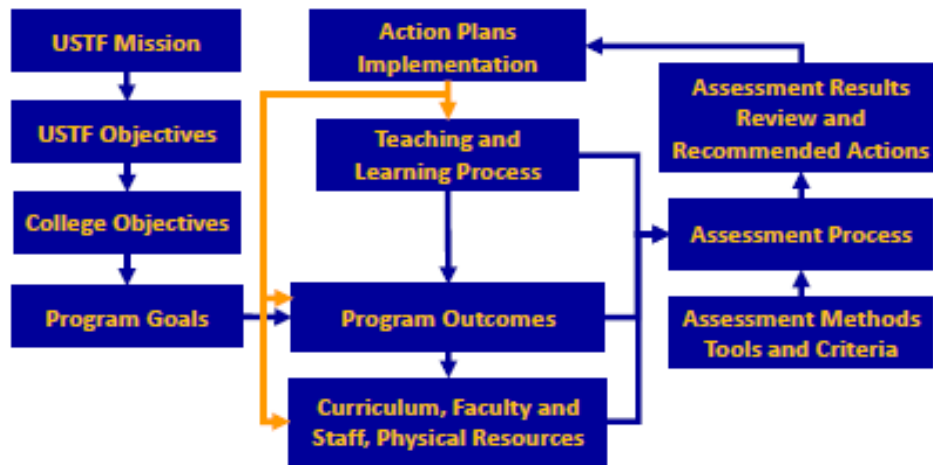 USTF Mission
USTF Objectives
College Objectives
Program Goals
Action Plans
Implementation
Teaching and
Learning Process
Program Outcomes
Curriculum, Faculty and
Staff, Physical Resources
Assessment Results
Review and
Recommended Actions
Assessment Process
Assessment Methods
Tools and Criteria